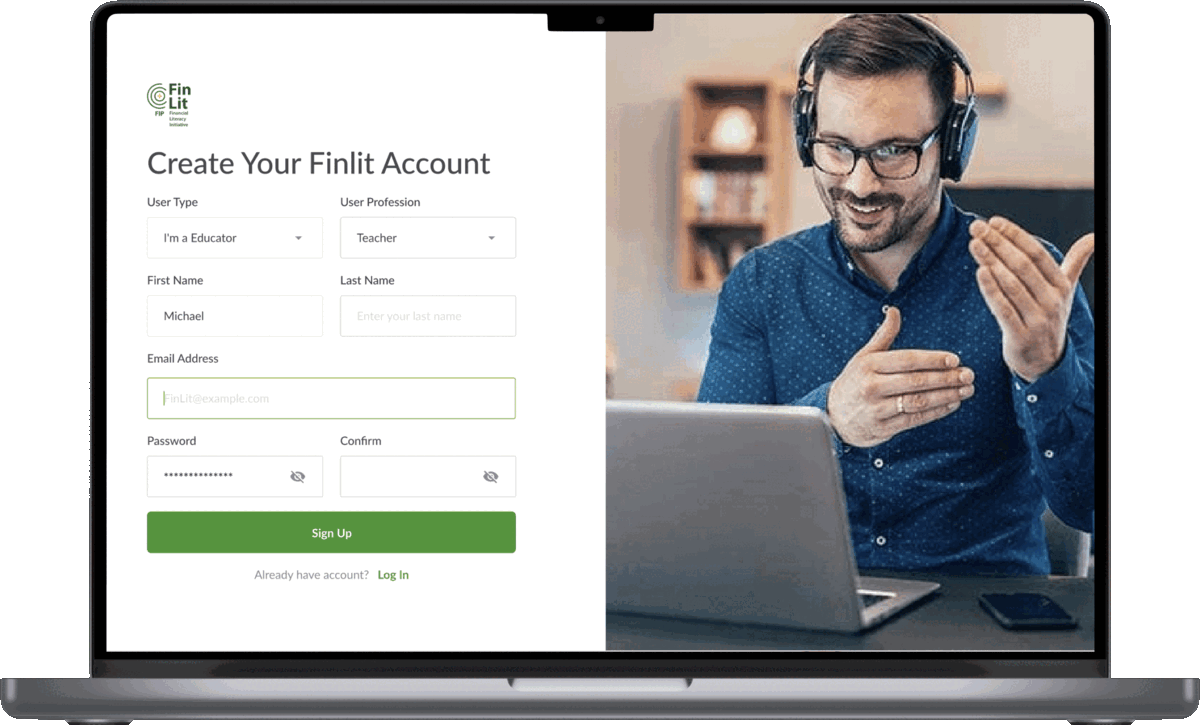 Fin
Lit
FIP Financial
Literacy
Initiative
Create Your Finlit Account
User Type
User Profession
I'm a Educator
Teacher
First Name
Last Name
Michael
Enter your last name
Email Address
FinLit@example.com
Password
Confirm
**************
Sign Up
Already have account? Log In